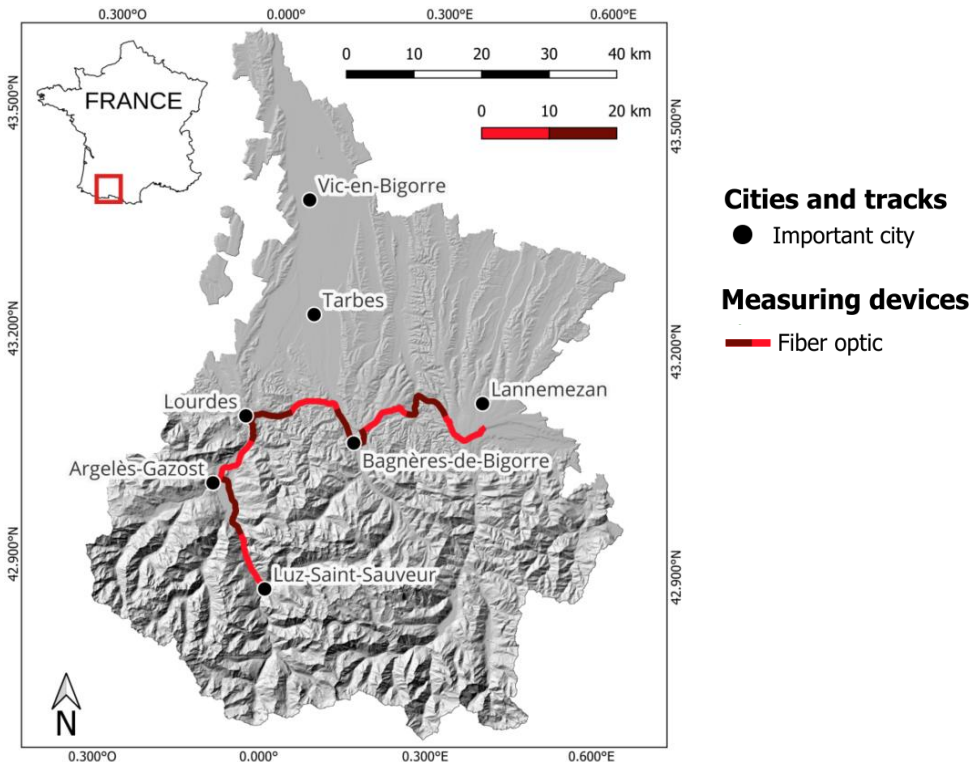 0.300°O 0.000° 0.300°E 0.600°E
43.500°N
43.200°N
42.900°N
FRANCE
0 10 20 30 40 km
0 10 20 km
Vic-en-Bigorre
Tarbes
Lannemezan
Lourdes
Bagnères-de-Bigorre
Argelès-Gazost
Luz-Saint-Sauveur
N
43.500°N
43.200°N
42.900°N
0.300°O 0.000° 0.300°E 0.600°E
Cities and tracks
Important city
Measuring devices
Fiber optic